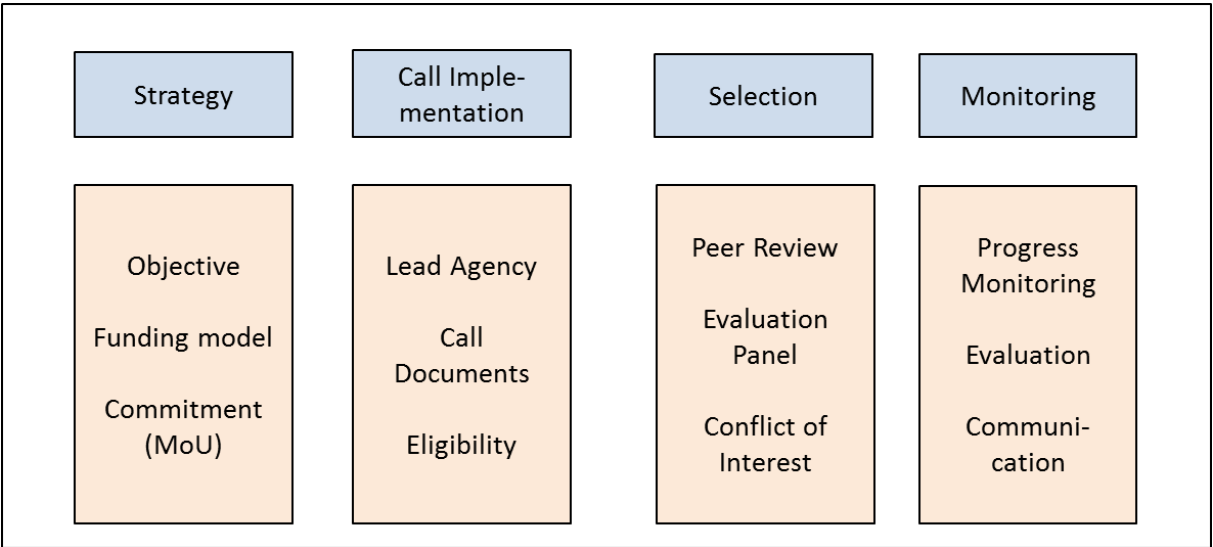 Strategy
Call Imple-
mentation
Selection
Monitoring
Objective
Funding model
Commitment
(MoU)
Lead Agency
Call
Documents
Eligibility
Peer Review
Evaluation
Panel
Conflict of
Interest
Progress
Monitoring
Evaluation
Communi-
cation